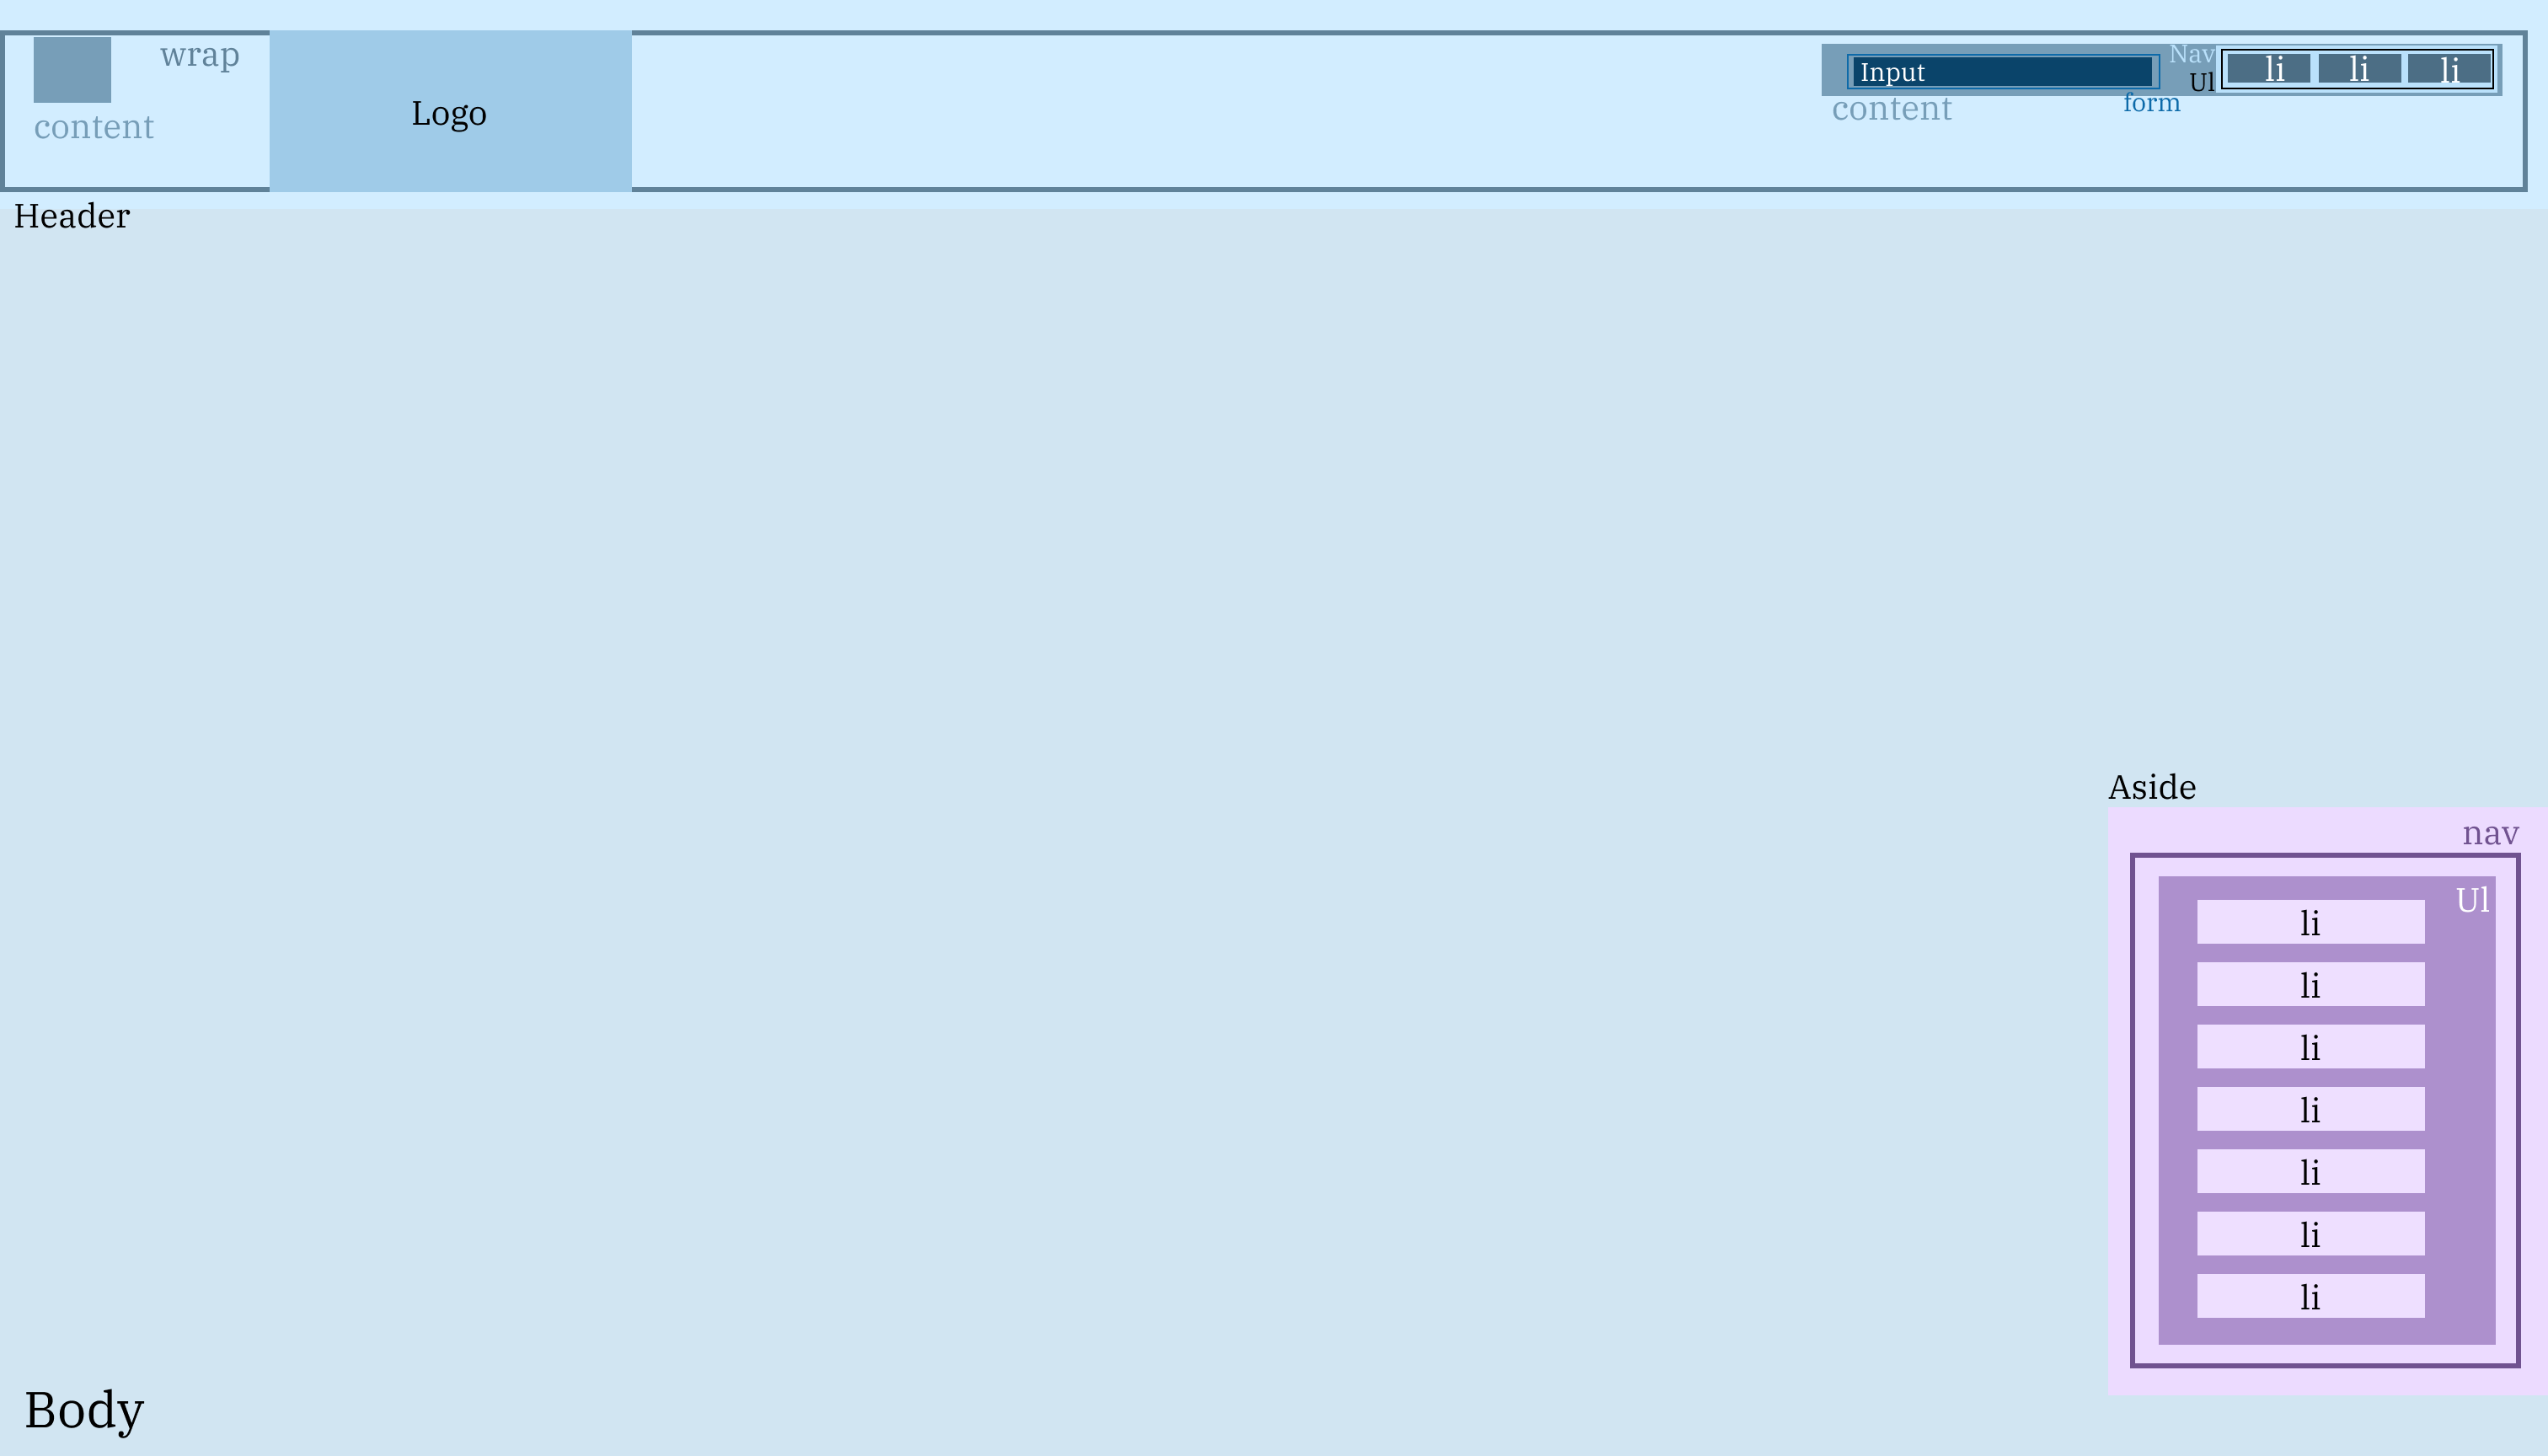 wrap
content
Logo
Input
Nav
Ul
li
li
li
content
form
Header
Aside
nav
Ul
li
li
li
li
li
li
li
Body